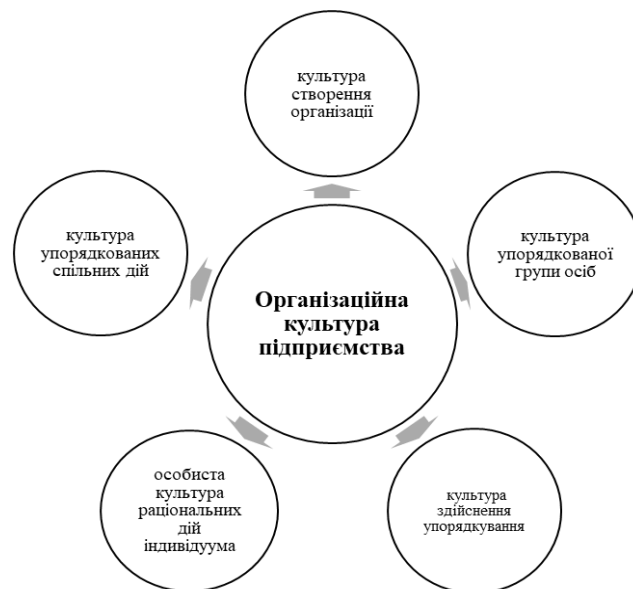 культура
створення
організації
культура
упорядкованих
спільних дій
культура
упорядкованої
групи осіб
Організаційна
культура
підприємства
особиста
культура
раціональних
дій
індивідуума
культура
здійснення
упорядкування